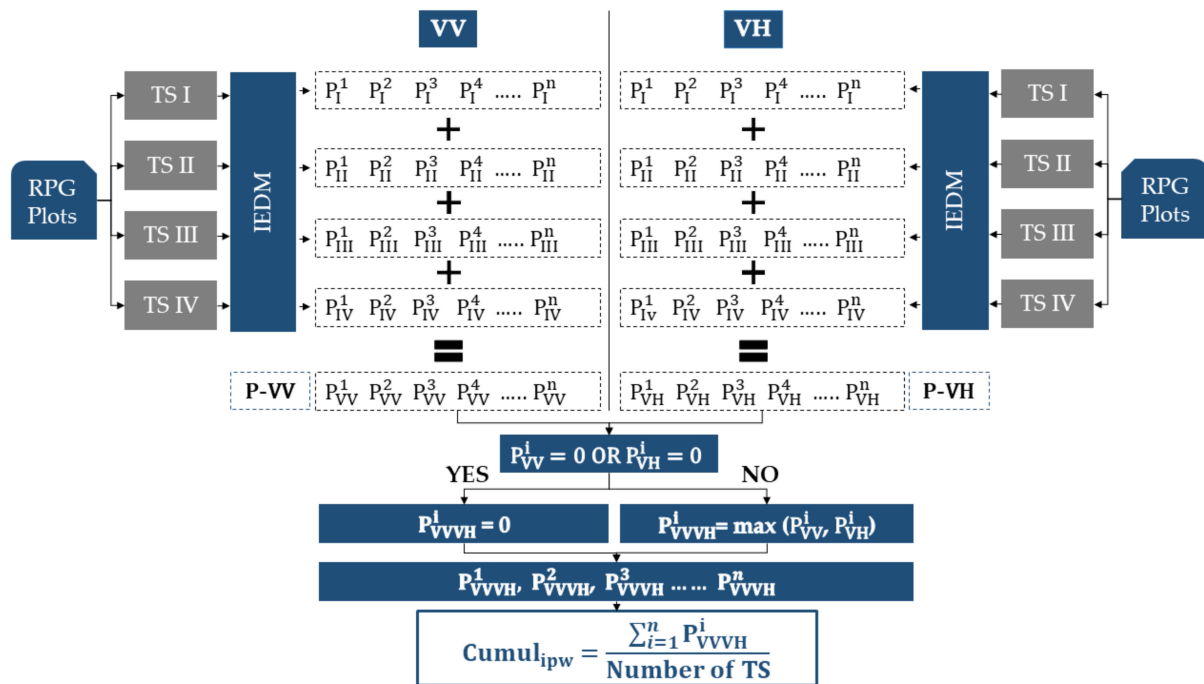 VV VH
TS I P_I^1 P_I^2 P_I^3 P_I^4 ..... P_I^n P_I^1 P_I^2 P_I^3 P_I^4 ..... P_I^n TS I
+ +
TS II P_II^1 P_II^2 P_II^3 P_II^4 ..... P_II^n P_II^1 P_II^2 P_II^3 P_II^4 ..... P_II^n TS II
RPG Plots IEDM + + IEDM RPG Plots
TS III P_III^1 P_III^2 P_III^3 P_III^4 ..... P_III^n P_III^1 P_III^2 P_III^3 P_III^4 ..... P_III^n TS III
+ +
TS IV P_IV^1 P_IV^2 P_IV^3 P_IV^4 ..... P_IV^n P_Iv^1 P_IV^2 P_IV^3 P_IV^4 ..... P_IV^n TS IV
= =
P-VV P_VV^1 P_VV^2 P_VV^3 P_VV^4 ..... P_VV^n P_VH^1 P_VH^2 P_VH^3 P_VH^4 ..... P_VH^n P-VH
P_VV^i = 0 OR P_VH^i = 0
YES NO
P_VVVH^i = 0 P_VVVH^i = max (P_VV^i, P_VH^i)
P_VVVH^1, P_VVVH^2, P_VVVH^3 ... ... P_VVVH^n
Cumul_ipw = ∑_{i=1}^n P_VVVH^i / Number of TS